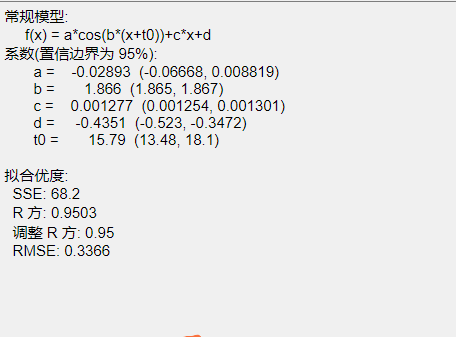 常规模型:
f(x) = a*cos(b*(x+t0))+c*x+d
系数(置信边界为 95%):
a = -0.02893 (-0.06668, 0.008819)
b = 1.866 (1.865, 1.867)
c = 0.001277 (0.001254, 0.001301)
d = -0.4351 (-0.523, -0.3472)
t0 = 15.79 (13.48, 18.1)
拟合优度:
SSE: 68.2
R 方: 0.9503
调整 R 方: 0.95
RMSE: 0.3366